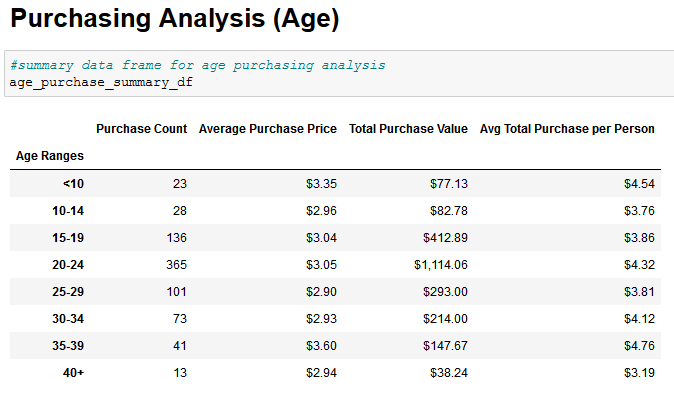 Purchasing Analysis (Age)
#summary data frame for age purchasing analysis
age_purchase_summary_df
Purchase Count Average Purchase Price Total Purchase Value Avg Total Purchase per Person
Age Ranges
<10 23 $3.35 $77.13 $4.54
10-14 28 $2.96 $82.78 $3.76
15-19 136 $3.04 $412.89 $3.86
20-24 365 $3.05 $1,114.06 $4.32
25-29 101 $2.90 $293.00 $3.81
30-34 73 $2.93 $214.00 $4.12
35-39 41 $3.60 $147.67 $4.76
40+ 13 $2.94 $38.24 $3.19